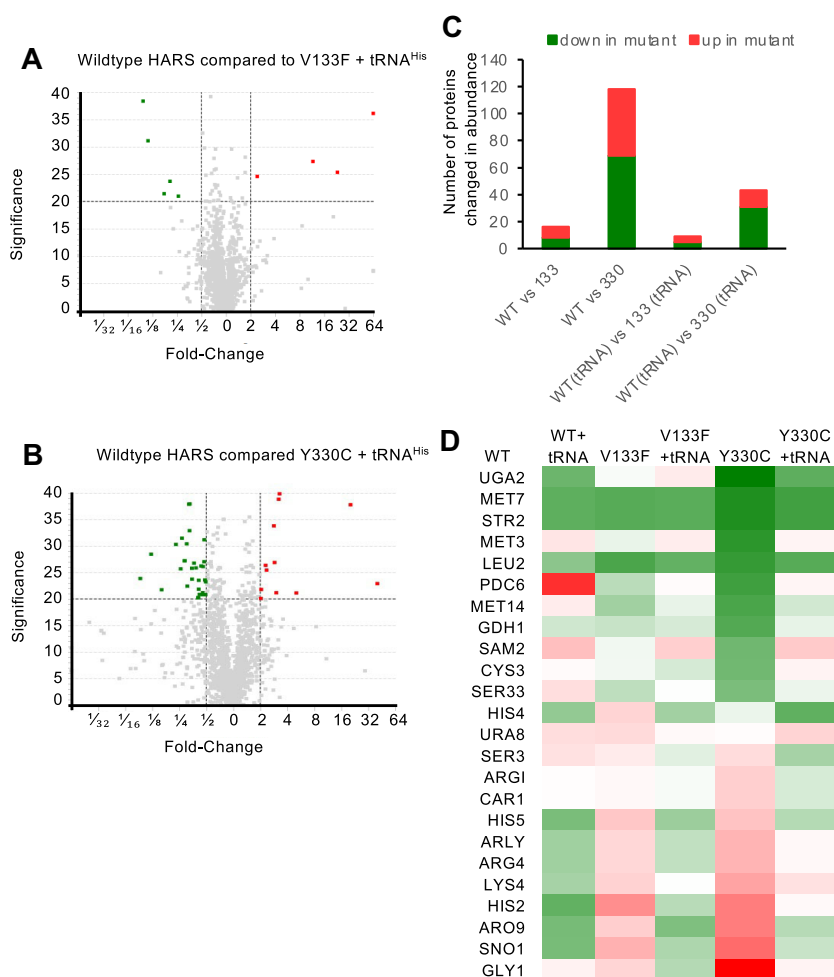 A
Wildtype HARS compared to V133F + tRNAHis
Significance
40
35
30
25
20
15
10
5
0
1/32 1/16 1/8 1/4 1/2 0 2 8 16 32 64
Fold-Change
B
Wildtype HARS compared Y330C + tRNAHis
Significance
40
35
30
25
20
15
10
5
0
1/32 1/16 1/8 1/4 1/2 0 2 4 8 16 32 64
Fold-Change
C
down in mutant up in mutant
Number of proteins
changed in abundance
140
120
100
80
60
40
20
0
WT vs 133
WT vs 330
WT(tRNA) vs 133 (tRNA)
WT(tRNA) vs 330 (tRNA)
D
WT WT+ tRNA V133F V133F +tRNA Y330C Y330C +tRNA
UGA2
MET7
STR2
MET3
LEU2
PDC6
MET14
GDH1
SAM2
CYS3
SER33
HIS4
URA8
SER3
ARGI
CAR1
HIS5
ARLY
ARG4
LYS4
HIS2
ARO9
SNO1
GLY1